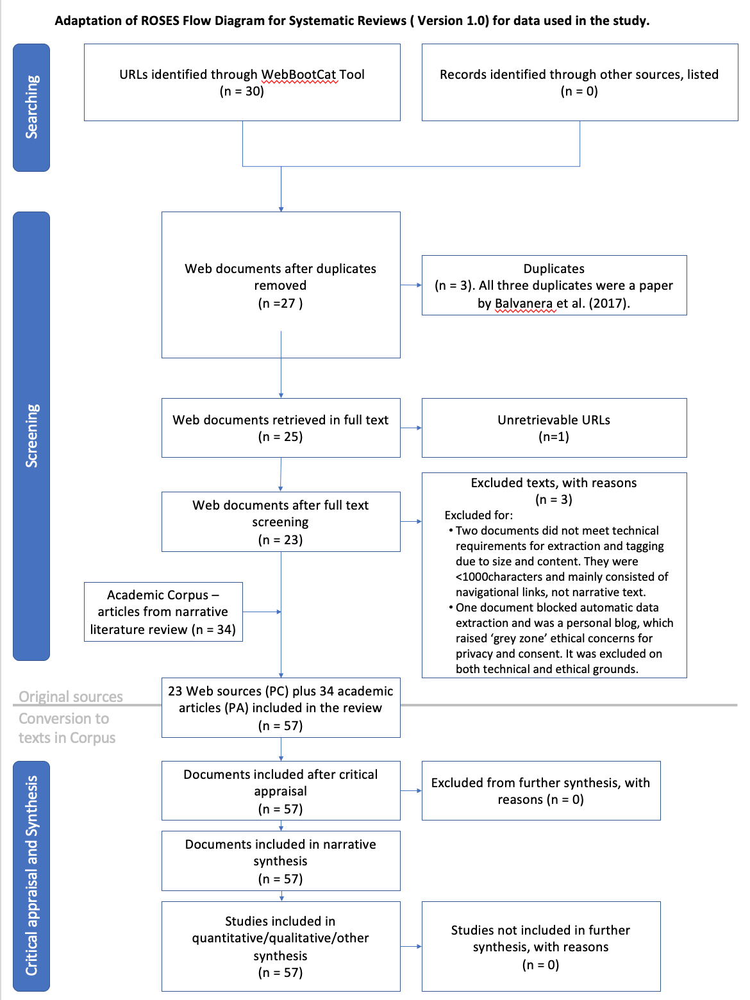 Adaptation of ROSES Flow Diagram for Systematic Reviews ( Version 1.0) for data used in the study.
Searching
URLs identified through WebBootCat Tool
(n = 30)
Records identified through other sources, listed
(n = 0)
Screening
Web documents after duplicates
removed
(n =27 )
Duplicates
(n = 3). All three duplicates were a paper
by Balvanera et al. (2017).
Web documents retrieved in full text
(n = 25)
Unretrievable URLs
(n=1)
Web documents after full text
screening
(n = 23)
Excluded texts, with reasons
(n = 3)
Excluded for:
• Two documents did not meet technical
requirements for extraction and tagging
due to size and content. They were
<1000characters and mainly consisted of
navigational links, not narrative text.
• One document blocked automatic data
extraction and was a personal blog, which
raised ‘grey zone’ ethical concerns for
privacy and consent. It was excluded on
both technical and ethical grounds.
Academic Corpus –
articles from narrative
literature review (n = 34)
Original sources
Conversion to
texts in Corpus
23 Web sources (PC) plus 34 academic
articles (PA) included in the review
(n = 57)
Critical appraisal and Synthesis
Documents included after critical
appraisal
(n = 57)
Excluded from further synthesis, with
reasons (n = 0)
Documents included in narrative
synthesis
(n = 57)
Studies included in
quantitative/qualitative/other
synthesis
(n = 57)
Studies not included in further
synthesis, with reasons
(n = 0)